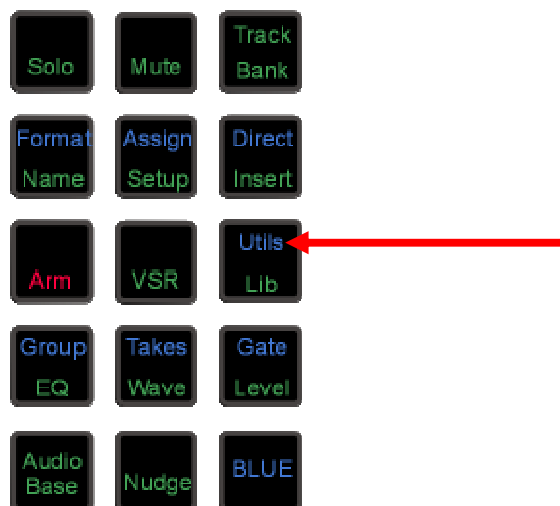 Solo Mute Track
Bank
Format Assign Direct
Name Setup Insert
Utils
Arm VSR Lib
Group Takes Gate
EQ Wave Level
Audio
Base Nudge BLUE